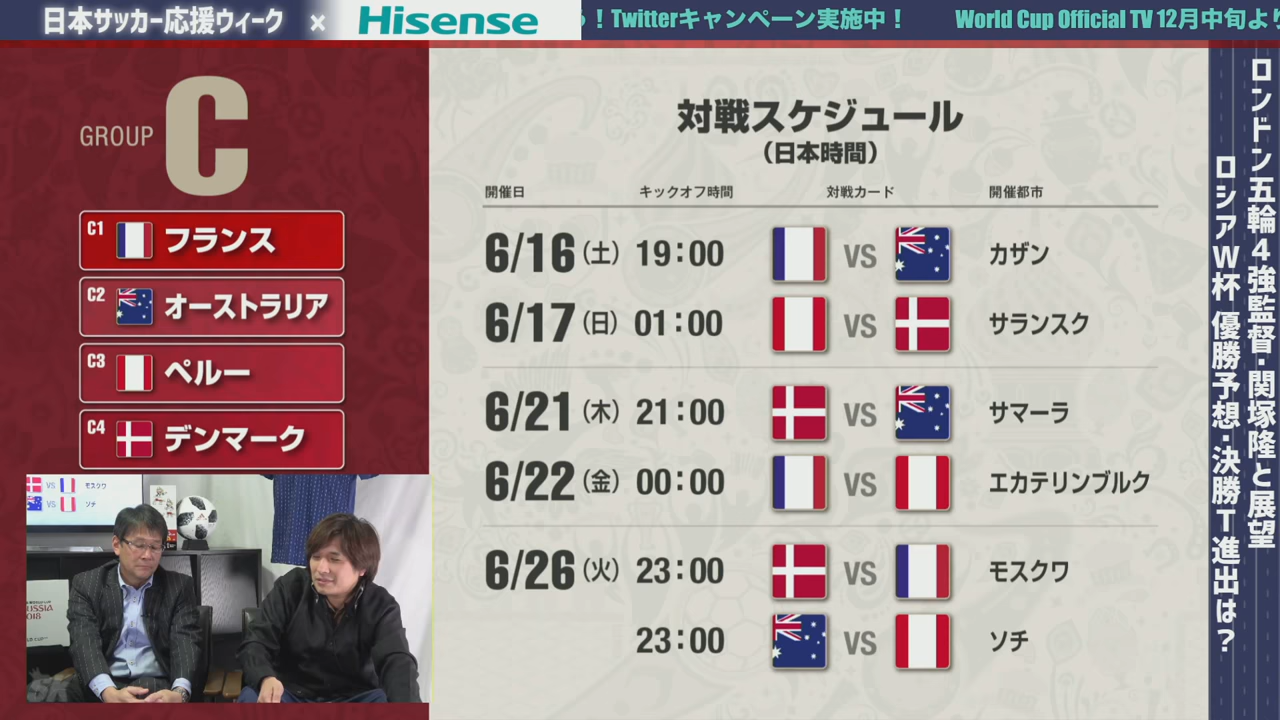 日本サッカー応援ウィーク × Hisense
！Twitterキャンペーン実施中！ World Cup Official TV 12月中旬より
ロンドン五輪４強監督・関塚隆と展望
ロシアＷ杯 優勝予想・決勝Ｔ進出は？
GROUP C
C1 フランス
C2 オーストラリア
C3 ペルー
C4 デンマーク
対戦スケジュール
（日本時間）
開催日 キックオフ時間 対戦カード 開催都市
6/16（土） 19:00 VS カザン
6/17（日） 01:00 VS サランスク
6/21（木） 21:00 VS サマーラ
6/22（金） 00:00 VS エカテリンブルク
6/26（火） 23:00 VS モスクワ
23:00 VS ソチ
VS モスクワ
VS ソチ